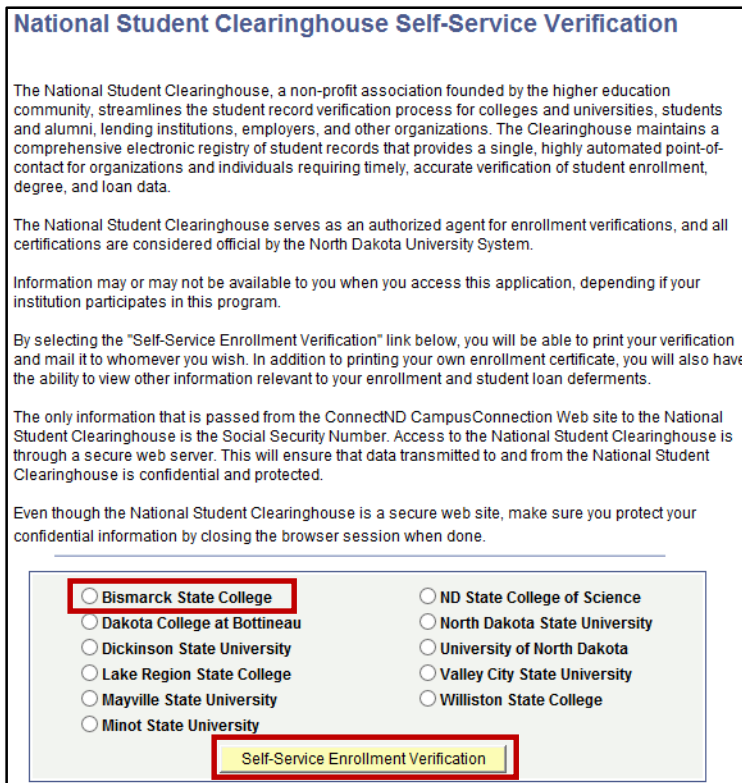 National Student Clearinghouse Self-Service Verification
The National Student Clearinghouse, a non-profit association founded by the higher education
community, streamlines the student record verification process for colleges and universities, students
and alumni, lending institutions, employers, and other organizations. The Clearinghouse maintains a
comprehensive electronic registry of student records that provides a single, highly automated point-of-
contact for organizations and individuals requiring timely, accurate verification of student enrollment,
degree, and loan data.
The National Student Clearinghouse serves as an authorized agent for enrollment verifications, and all
certifications are considered official by the North Dakota University System.
Information may or may not be available to you when you access this application, depending if your
institution participates in this program.
By selecting the "Self-Service Enrollment Verification" link below, you will be able to print your verification
and mail it to whomever you wish. In addition to printing your own enrollment certificate, you will also have
the ability to view other information relevant to your enrollment and student loan deferments.
The only information that is passed from the ConnectND CampusConnection Web site to the National
Student Clearinghouse is the Social Security Number. Access to the National Student Clearinghouse is
through a secure web server. This will ensure that data transmitted to and from the National Student
Clearinghouse is confidential and protected.
Even though the National Student Clearinghouse is a secure web site, make sure you protect your
confidential information by closing the browser session when done.
Bismarck State College
Dakota College at Bottineau
Dickinson State University
Lake Region State College
Mayville State University
Minot State University
ND State College of Science
North Dakota State University
University of North Dakota
Valley City State University
Williston State College
Self-Service Enrollment Verification